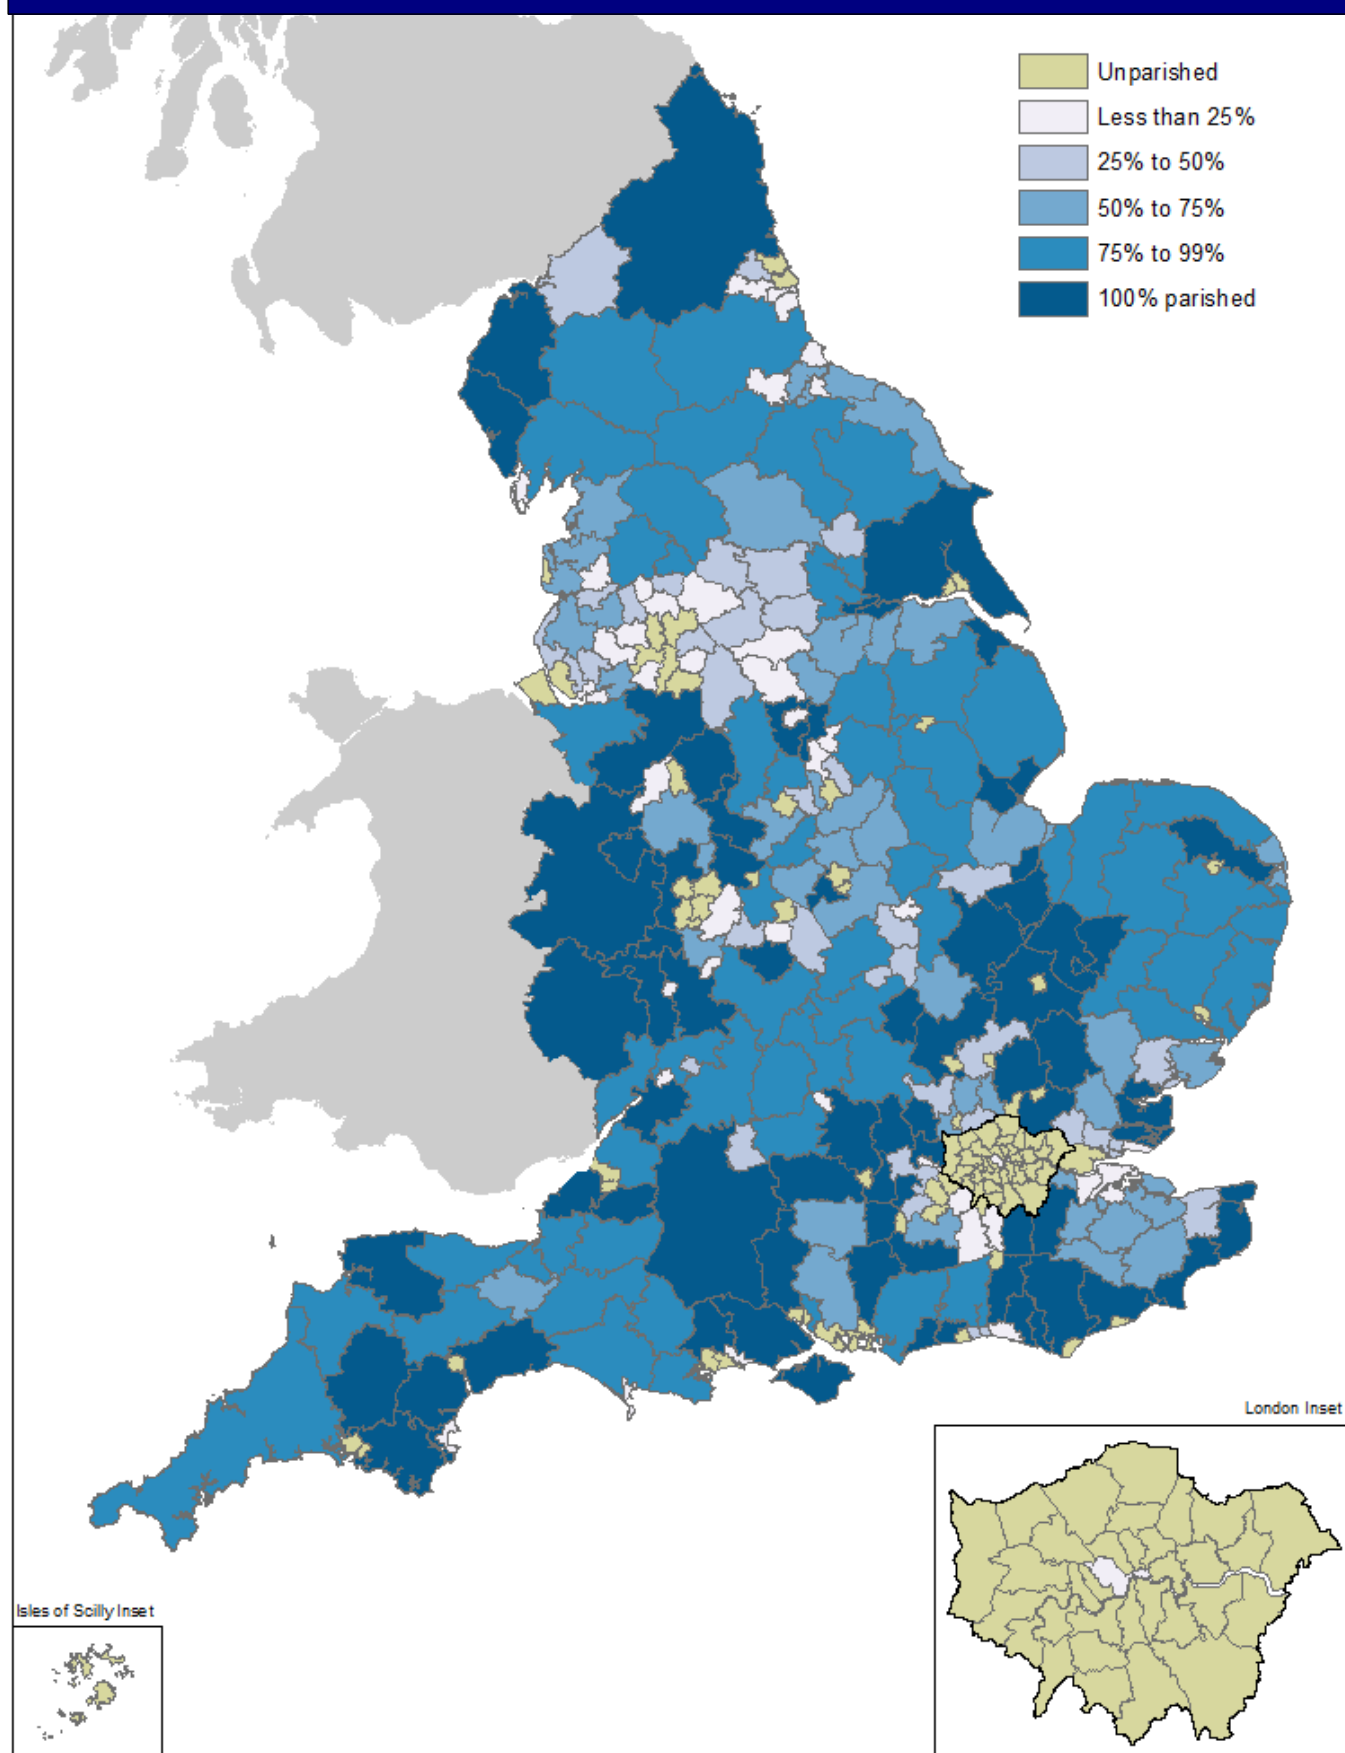 Unparished
Less than 25%
25% to 50%
50% to 75%
75% to 99%
100% parished
London Inset
Isles of Scilly Inset